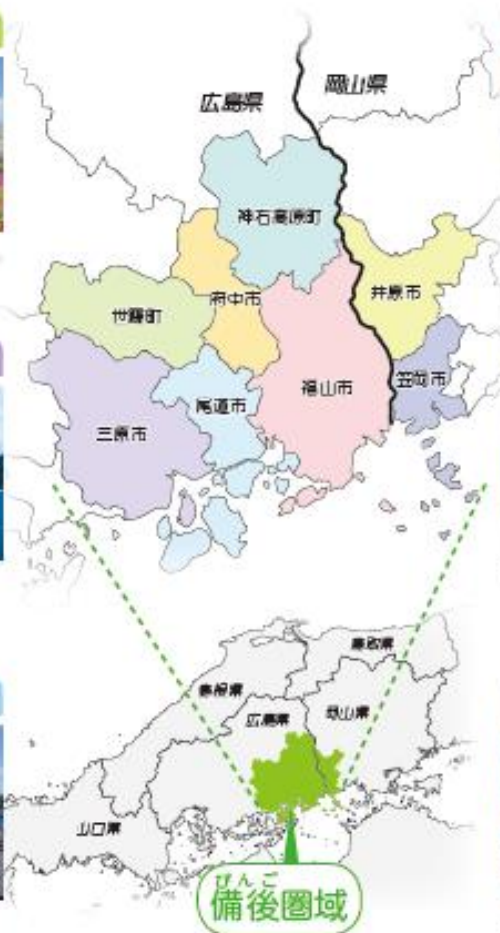 広島県
岡山県
神石高原町
井原市
府中市
世羅町
笠岡市
福山市
尾道市
三原市
鳥取県
島根県
広島県
岡山県
山口県
びんご
備後圏域